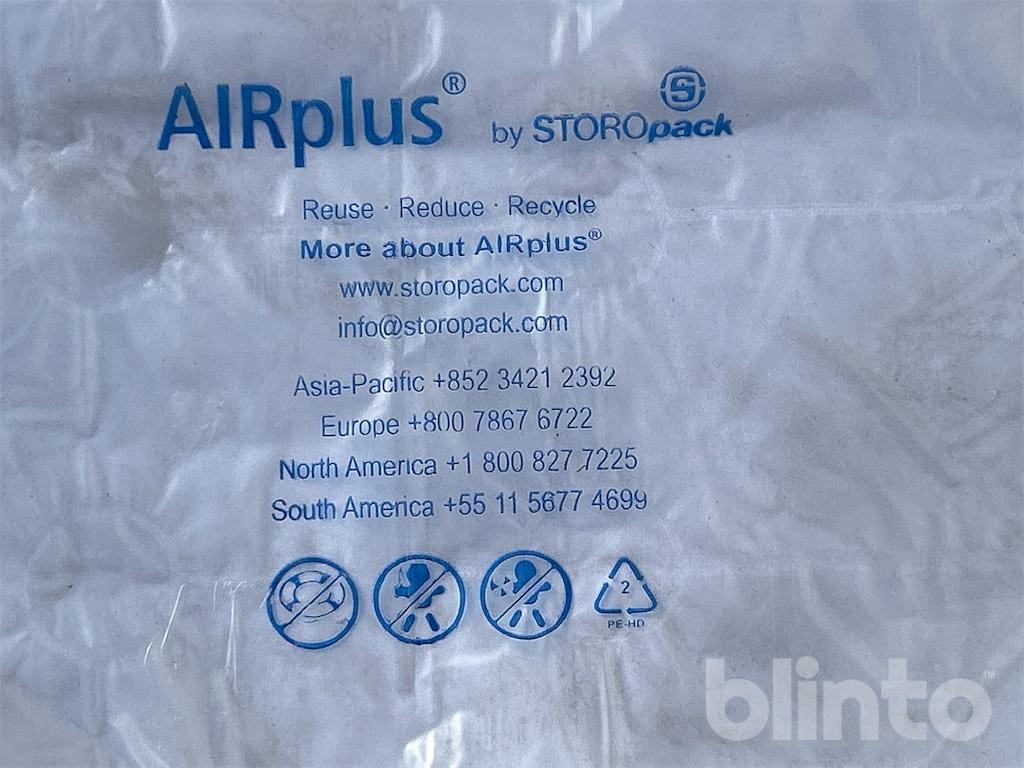 AIRplus® by STOROpack
Reuse · Reduce · Recycle
More about AIRplus®
www.storopack.com
info@storopack.com
Asia-Pacific +852 3421 2392
Europe +800 7867 6722
North America +1 800 827 7225
South America +55 11 5677 4699
2
PE-HD
blinto™